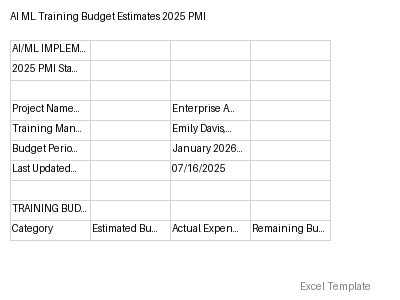 AI ML Training Budget Estimates 2025 PMI
AI/ML IMPLEM...
2025 PMI Sta...
Project Name... Enterprise A...
Training Man... Emily Davis,...
Budget Perio... January 2026...
Last Updated... 07/16/2025
TRAINING BUD...
Category Estimated Bu... Actual Expen... Remaining Bu...
Excel Template